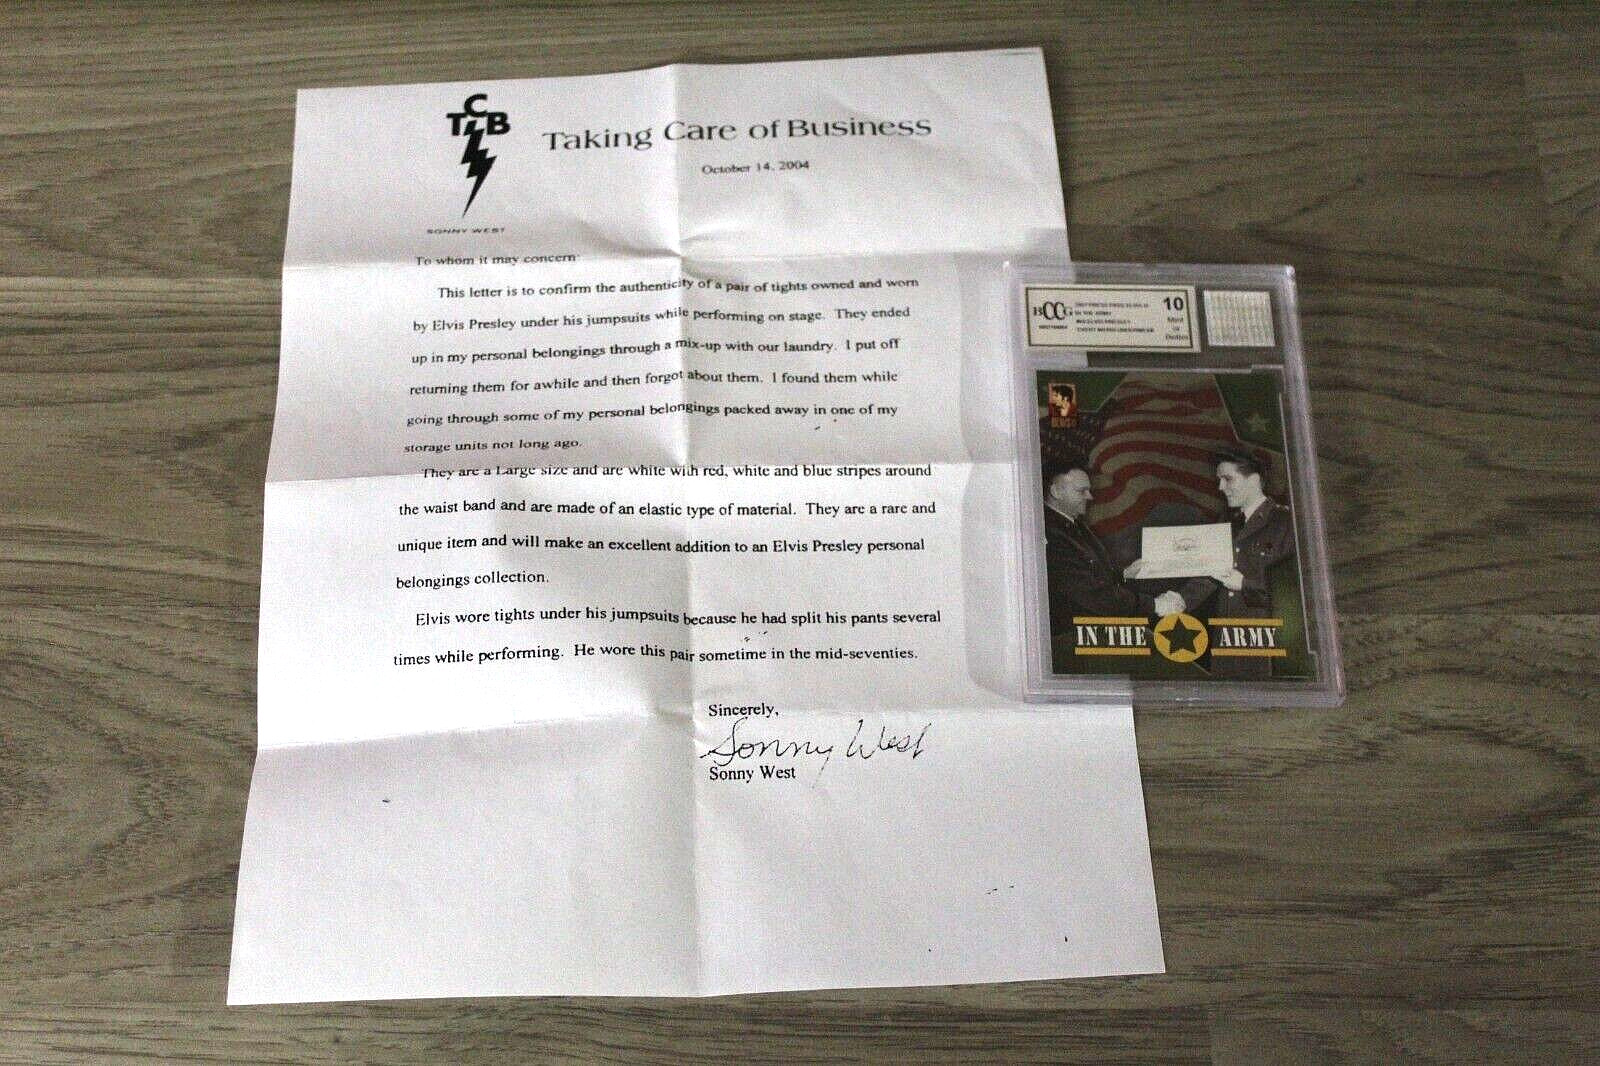 TCB
Taking Care of Business
October 14, 2004
SONNY WEST
To whom it may concern
This letter is to confirm the authenticity of a pair of tights owned and worn
by Elvis Presley under his jumpsuits while performing on stage. They ended
up in my personal belongings through a mix-up with our laundry. I put off
returning them for awhile and then forgot about them. I found them while
going through some of my personal belongings packed away in one of my
storage units not long ago.
They are a Large size and are white with red, white and blue stripes around
the waist band and are made of an elastic type of material. They are a rare and
unique item and will make an excellent addition to an Elvis Presley personal
belongings collection.
Elvis wore tights under his jumpsuits because he had split his pants several
times while performing. He wore this pair sometime in the mid-seventies.
Sincerely,
Sonny West
Sonny West
BCCG
10
Mint
IN THE ARMY
ELVIS
IN THE ARMY